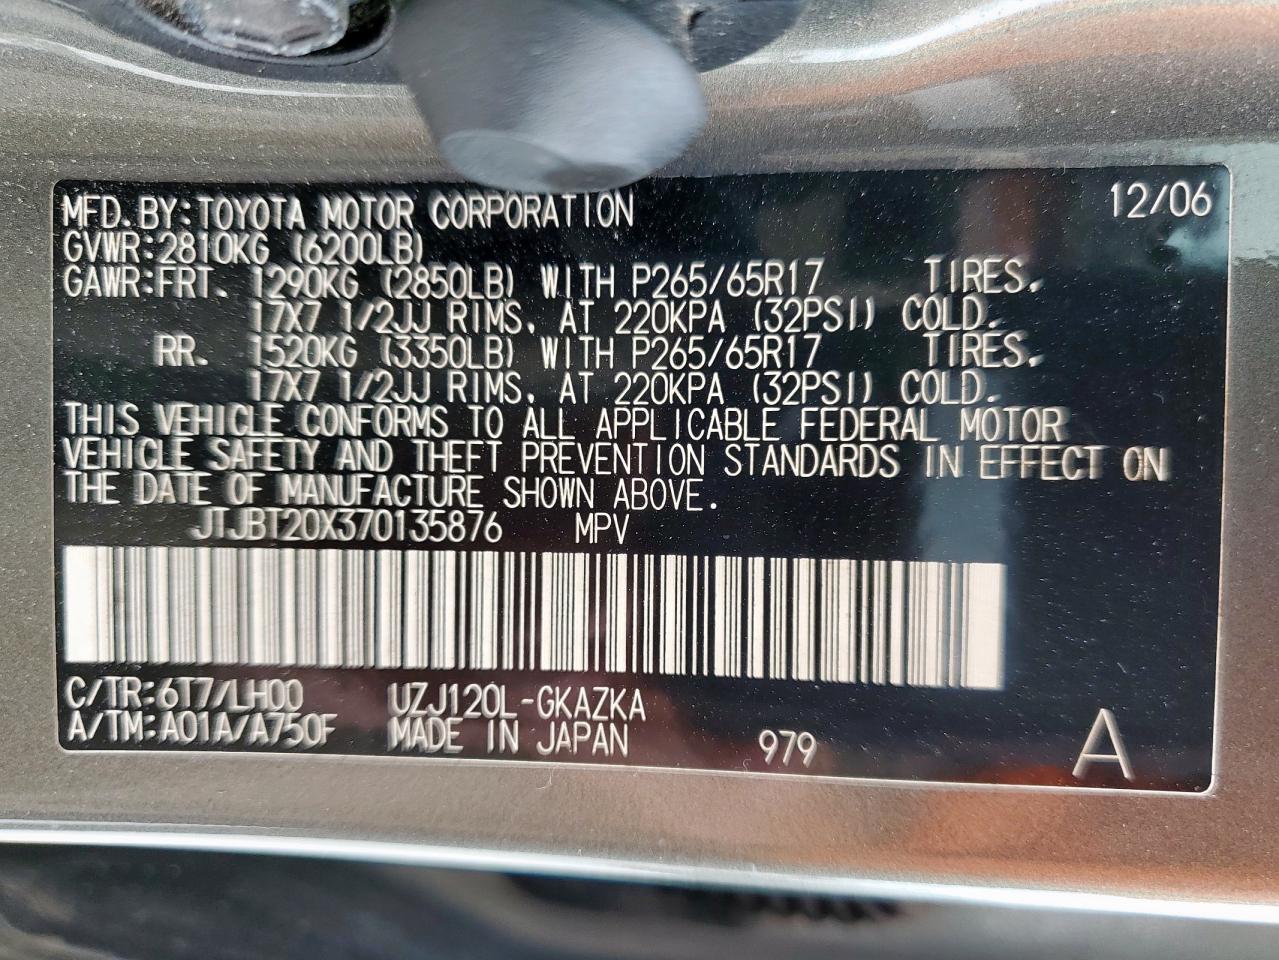 MFD.BY:TOYOTA MOTOR CORPORATION 12/06
GVWR:2810KG (6200LB)
GAWR:FRT. 1290KG (2850LB) WITH P265/65R17 TIRES,
17X7 1/2JJ RIMS, AT 220KPA (32PSI) COLD.
RR. 1520KG (3350LB) WITH P265/65R17 TIRES,
17X7 1/2JJ RIMS, AT 220KPA (32PSI) COLD.
THIS VEHICLE CONFORMS TO ALL APPLICABLE FEDERAL MOTOR
VEHICLE SAFETY AND THEFT PREVENTION STANDARDS IN EFFECT ON
THE DATE OF MANUFACTURE SHOWN ABOVE.
JTJBT20X370135876 MPV
C/TR:6T7/LH00 UZJ120L-GKAZKA
A/TM:A01A/A750F MADE IN JAPAN 979 A